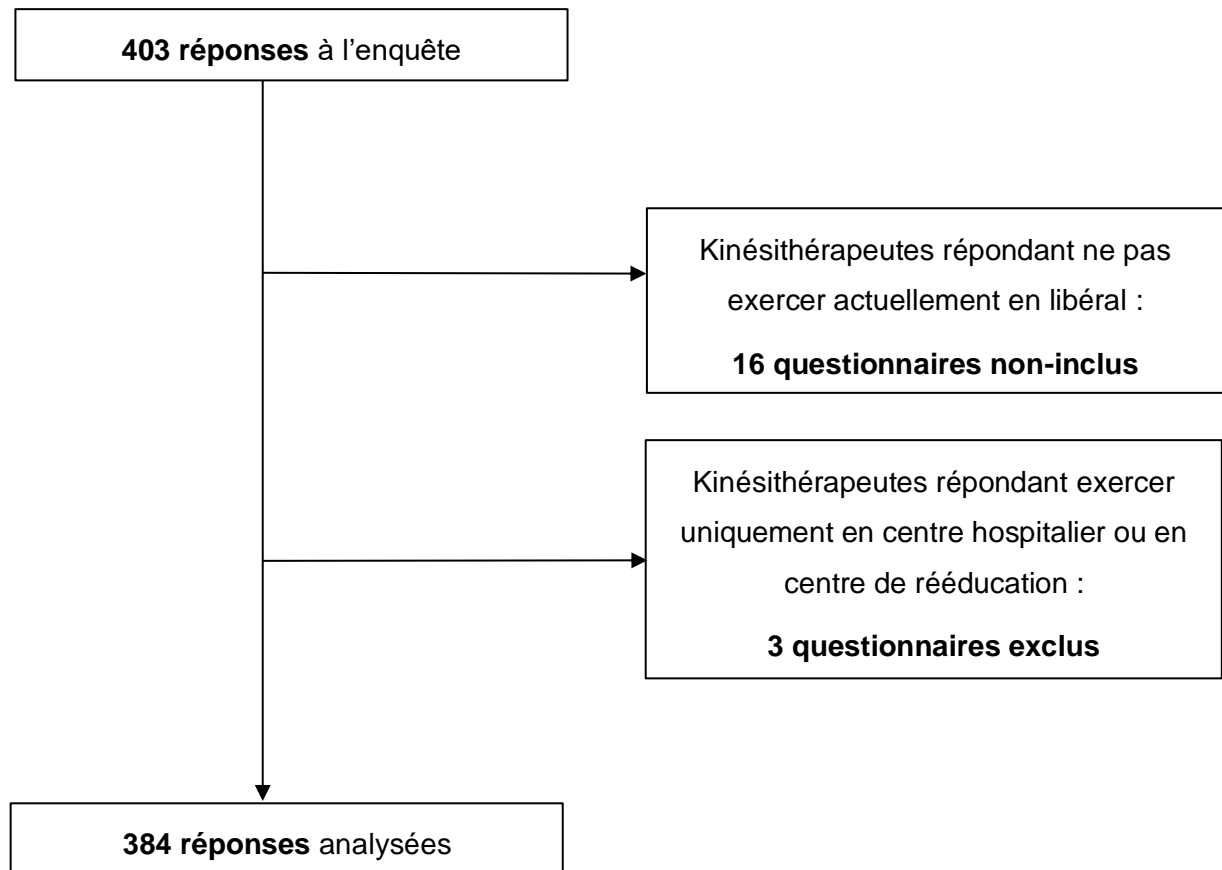 403 réponses à l’enquête
Kinésithérapeutes répondant ne pas
exercer actuellement en libéral :
16 questionnaires non-inclus
Kinésithérapeutes répondant exercer
uniquement en centre hospitalier ou en
centre de rééducation :
3 questionnaires exclus
384 réponses analysées